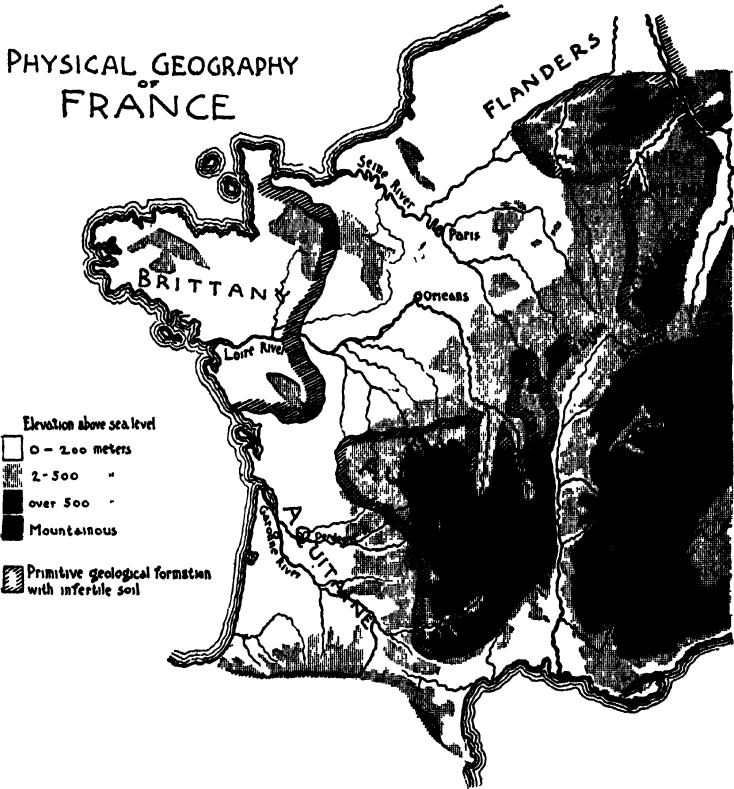 PHYSICAL GEOGRAPHY
OF
FRANCE
FLANDERS
Seine River
Paris
BRITTANY
Orleans
Loire River
Elevation above sea level
0 - 200 meters
2-500 "
over 500 "
Mountainous
Primitive geological formation
with infertile soil
AQUITAINE
Garonne River